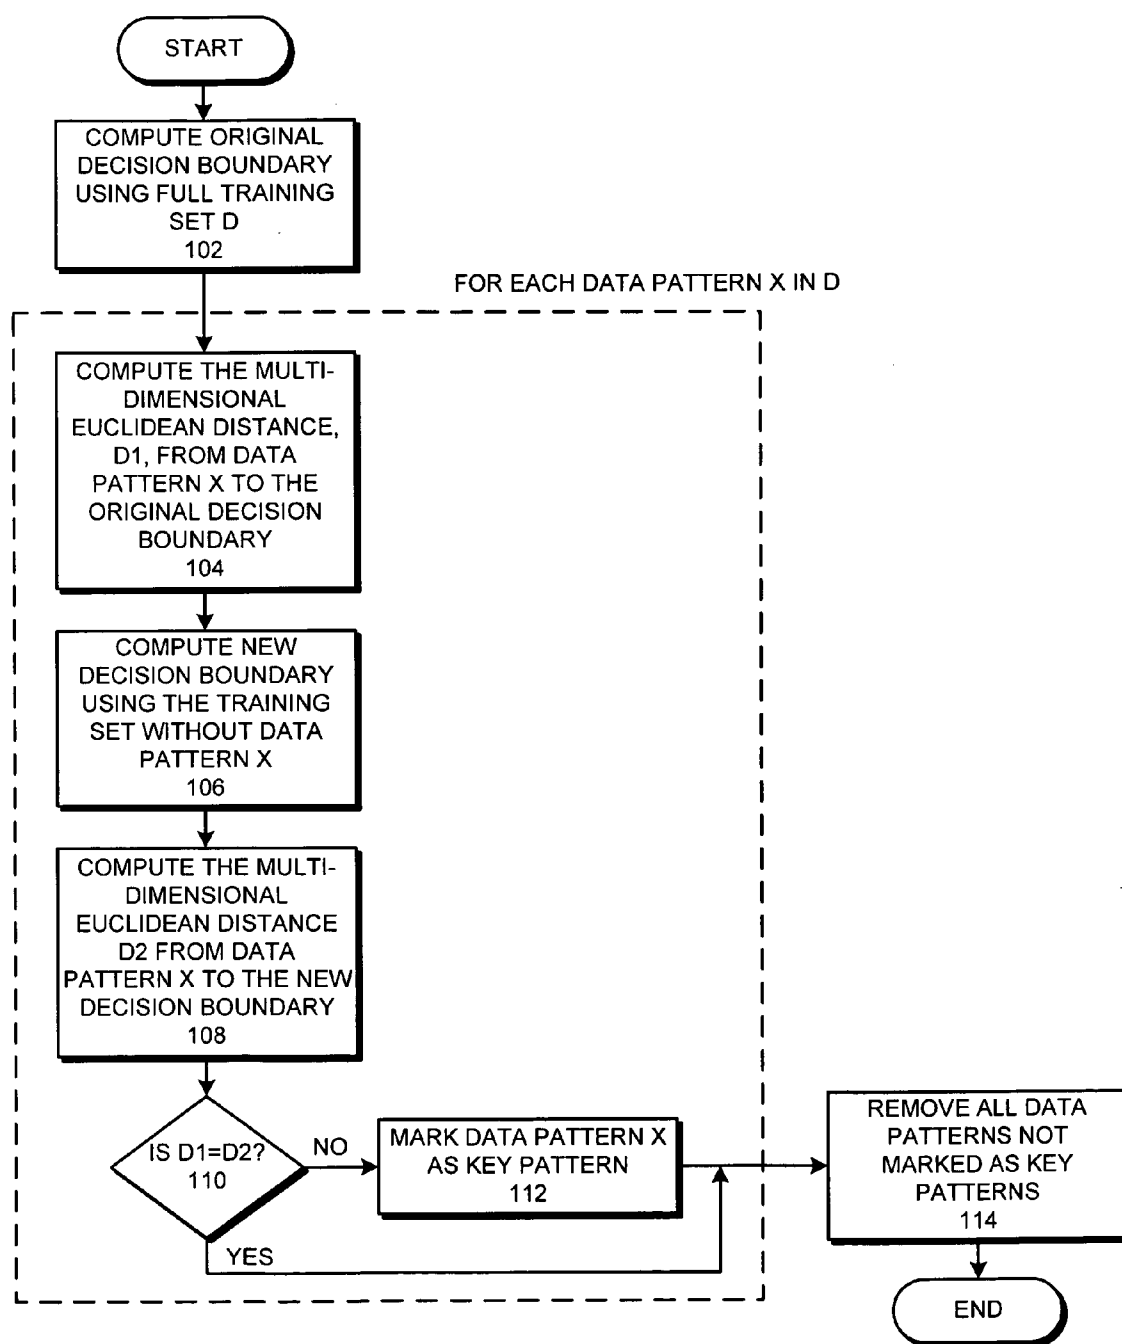 START
COMPUTE ORIGINAL
DECISION BOUNDARY
USING FULL TRAINING
SET D
102
FOR EACH DATA PATTERN X IN D
COMPUTE THE MULTI-
DIMENSIONAL
EUCLIDEAN DISTANCE,
D1, FROM DATA
PATTERN X TO THE
ORIGINAL DECISION
BOUNDARY
104
COMPUTE NEW
DECISION BOUNDARY
USING THE TRAINING
SET WITHOUT DATA
PATTERN X
106
COMPUTE THE MULTI-
DIMENSIONAL
EUCLIDEAN DISTANCE
D2 FROM DATA
PATTERN X TO THE NEW
DECISION BOUNDARY
108
IS D1=D2?
110
NO
YES
MARK DATA PATTERN X
AS KEY PATTERN
112
REMOVE ALL DATA
PATTERNS NOT
MARKED AS KEY
PATTERNS
114
END